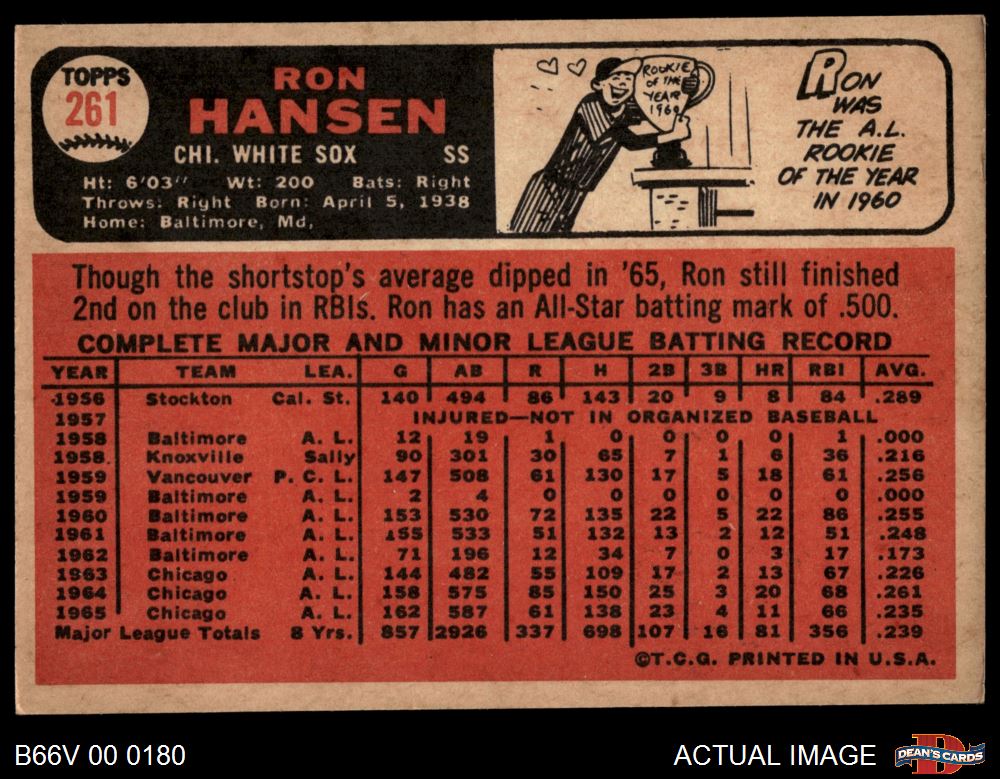 TOPPS
261
RON
HANSEN
CHI. WHITE SOX SS
Ht: 6'03" Wt: 200 Bats: Right
Throws: Right Born: April 5, 1938
Home: Baltimore, Md,
ROOKIE
OF THE
YEAR
1960
RON
WAS
THE A.L.
ROOKIE
OF THE YEAR
IN 1960
Though the shortstop's average dipped in '65, Ron still finished
2nd on the club in RBIs. Ron has an All-Star batting mark of .500.
COMPLETE MAJOR AND MINOR LEAGUE BATTING RECORD
YEAR TEAM LEA. G AB R H 2B 3B HR RBI AVG.
1956 Stockton Cal. St. 140 494 86 143 20 9 8 84 .289
1957 INJURED—NOT IN ORGANIZED BASEBALL
1958 Baltimore A. L. 12 19 1 0 0 0 0 1 .000
1958 Knoxville Sally 90 301 30 65 7 1 6 36 .216
1959 Vancouver P. C. L. 147 508 61 130 17 5 18 61 .256
1959 Baltimore A. L. 2 4 0 0 0 0 0 0 .000
1960 Baltimore A. L. 153 530 72 135 22 5 22 86 .255
1961 Baltimore A. L. 155 533 51 132 13 2 12 51 .248
1962 Baltimore A. L. 71 196 12 34 7 0 3 17 .173
1963 Chicago A. L. 144 482 55 109 17 2 13 67 .226
1964 Chicago A. L. 158 575 85 150 25 3 20 68 .261
1965 Chicago A. L. 162 587 61 138 23 4 11 66 .235
Major League Totals 8 Yrs. 857 2926 337 698 107 16 81 356 .239
©T.C.G. PRINTED IN U.S.A.
B66V 00 0180 ACTUAL IMAGE
D
DEAN'S CARDS